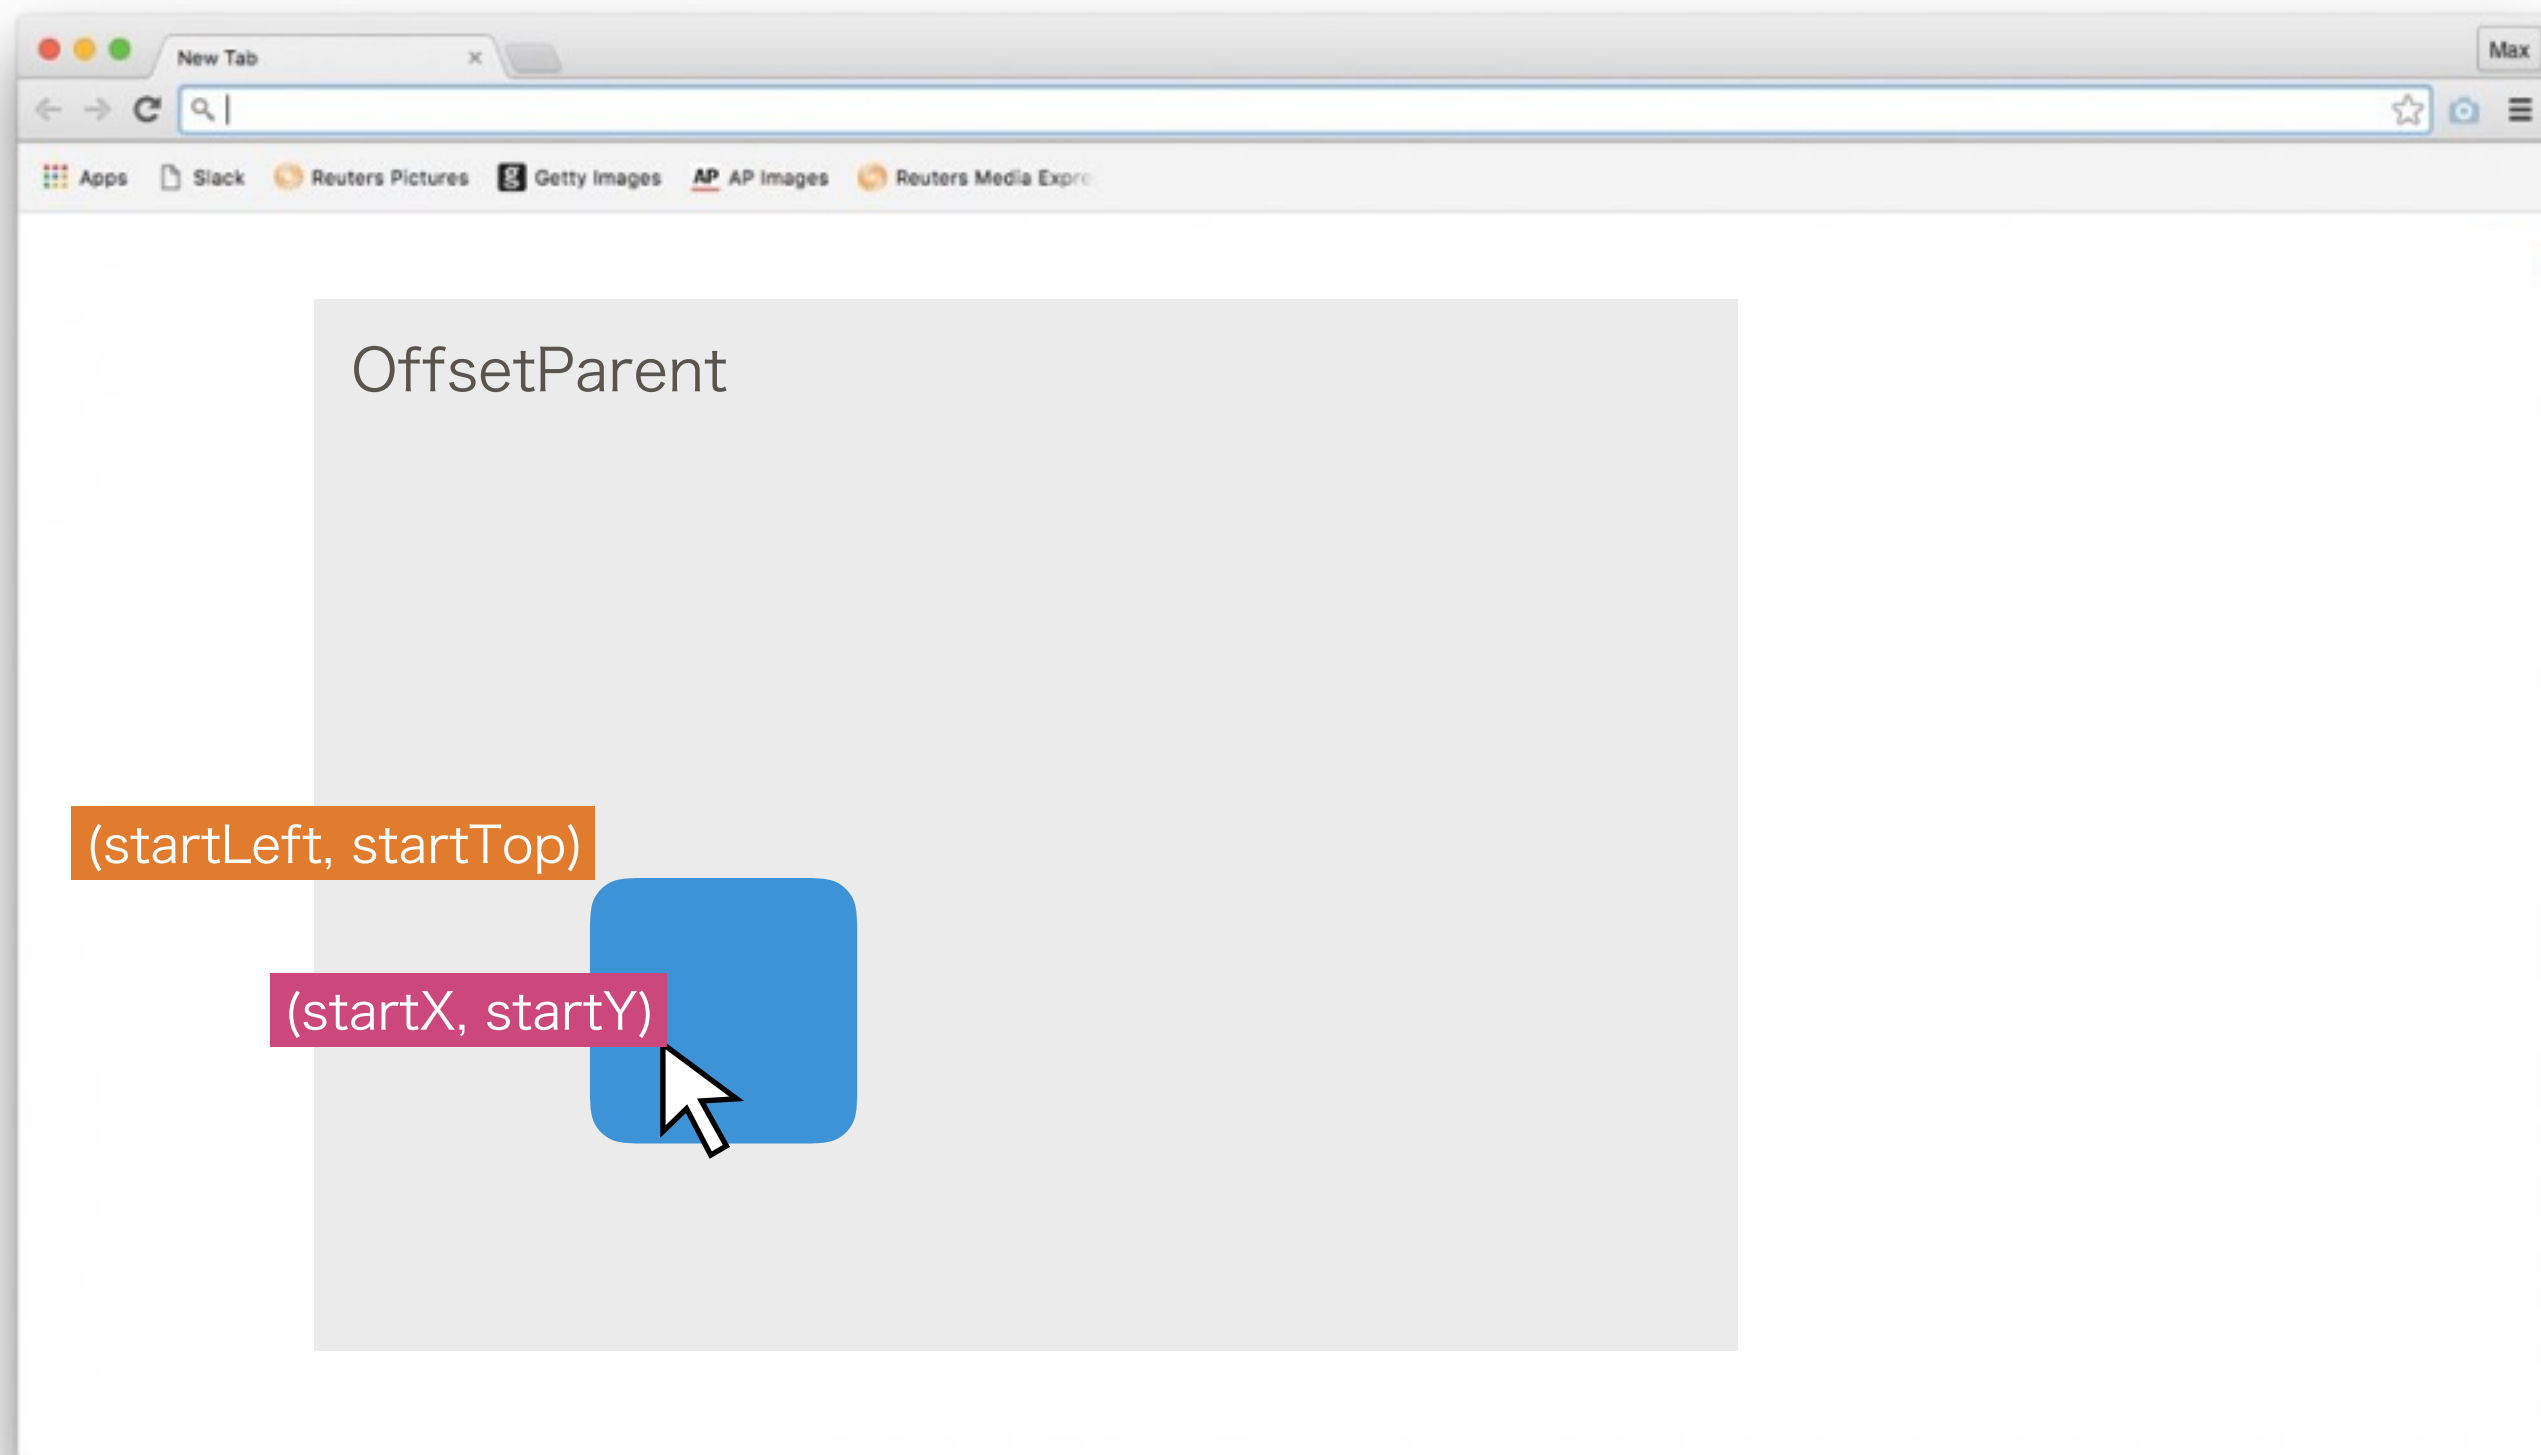 New Tab
Max
Apps Slack Reuters Pictures g Getty Images AP AP Images Reuters Media Expre
OffsetParent
(startLeft, startTop)
(startX, startY)